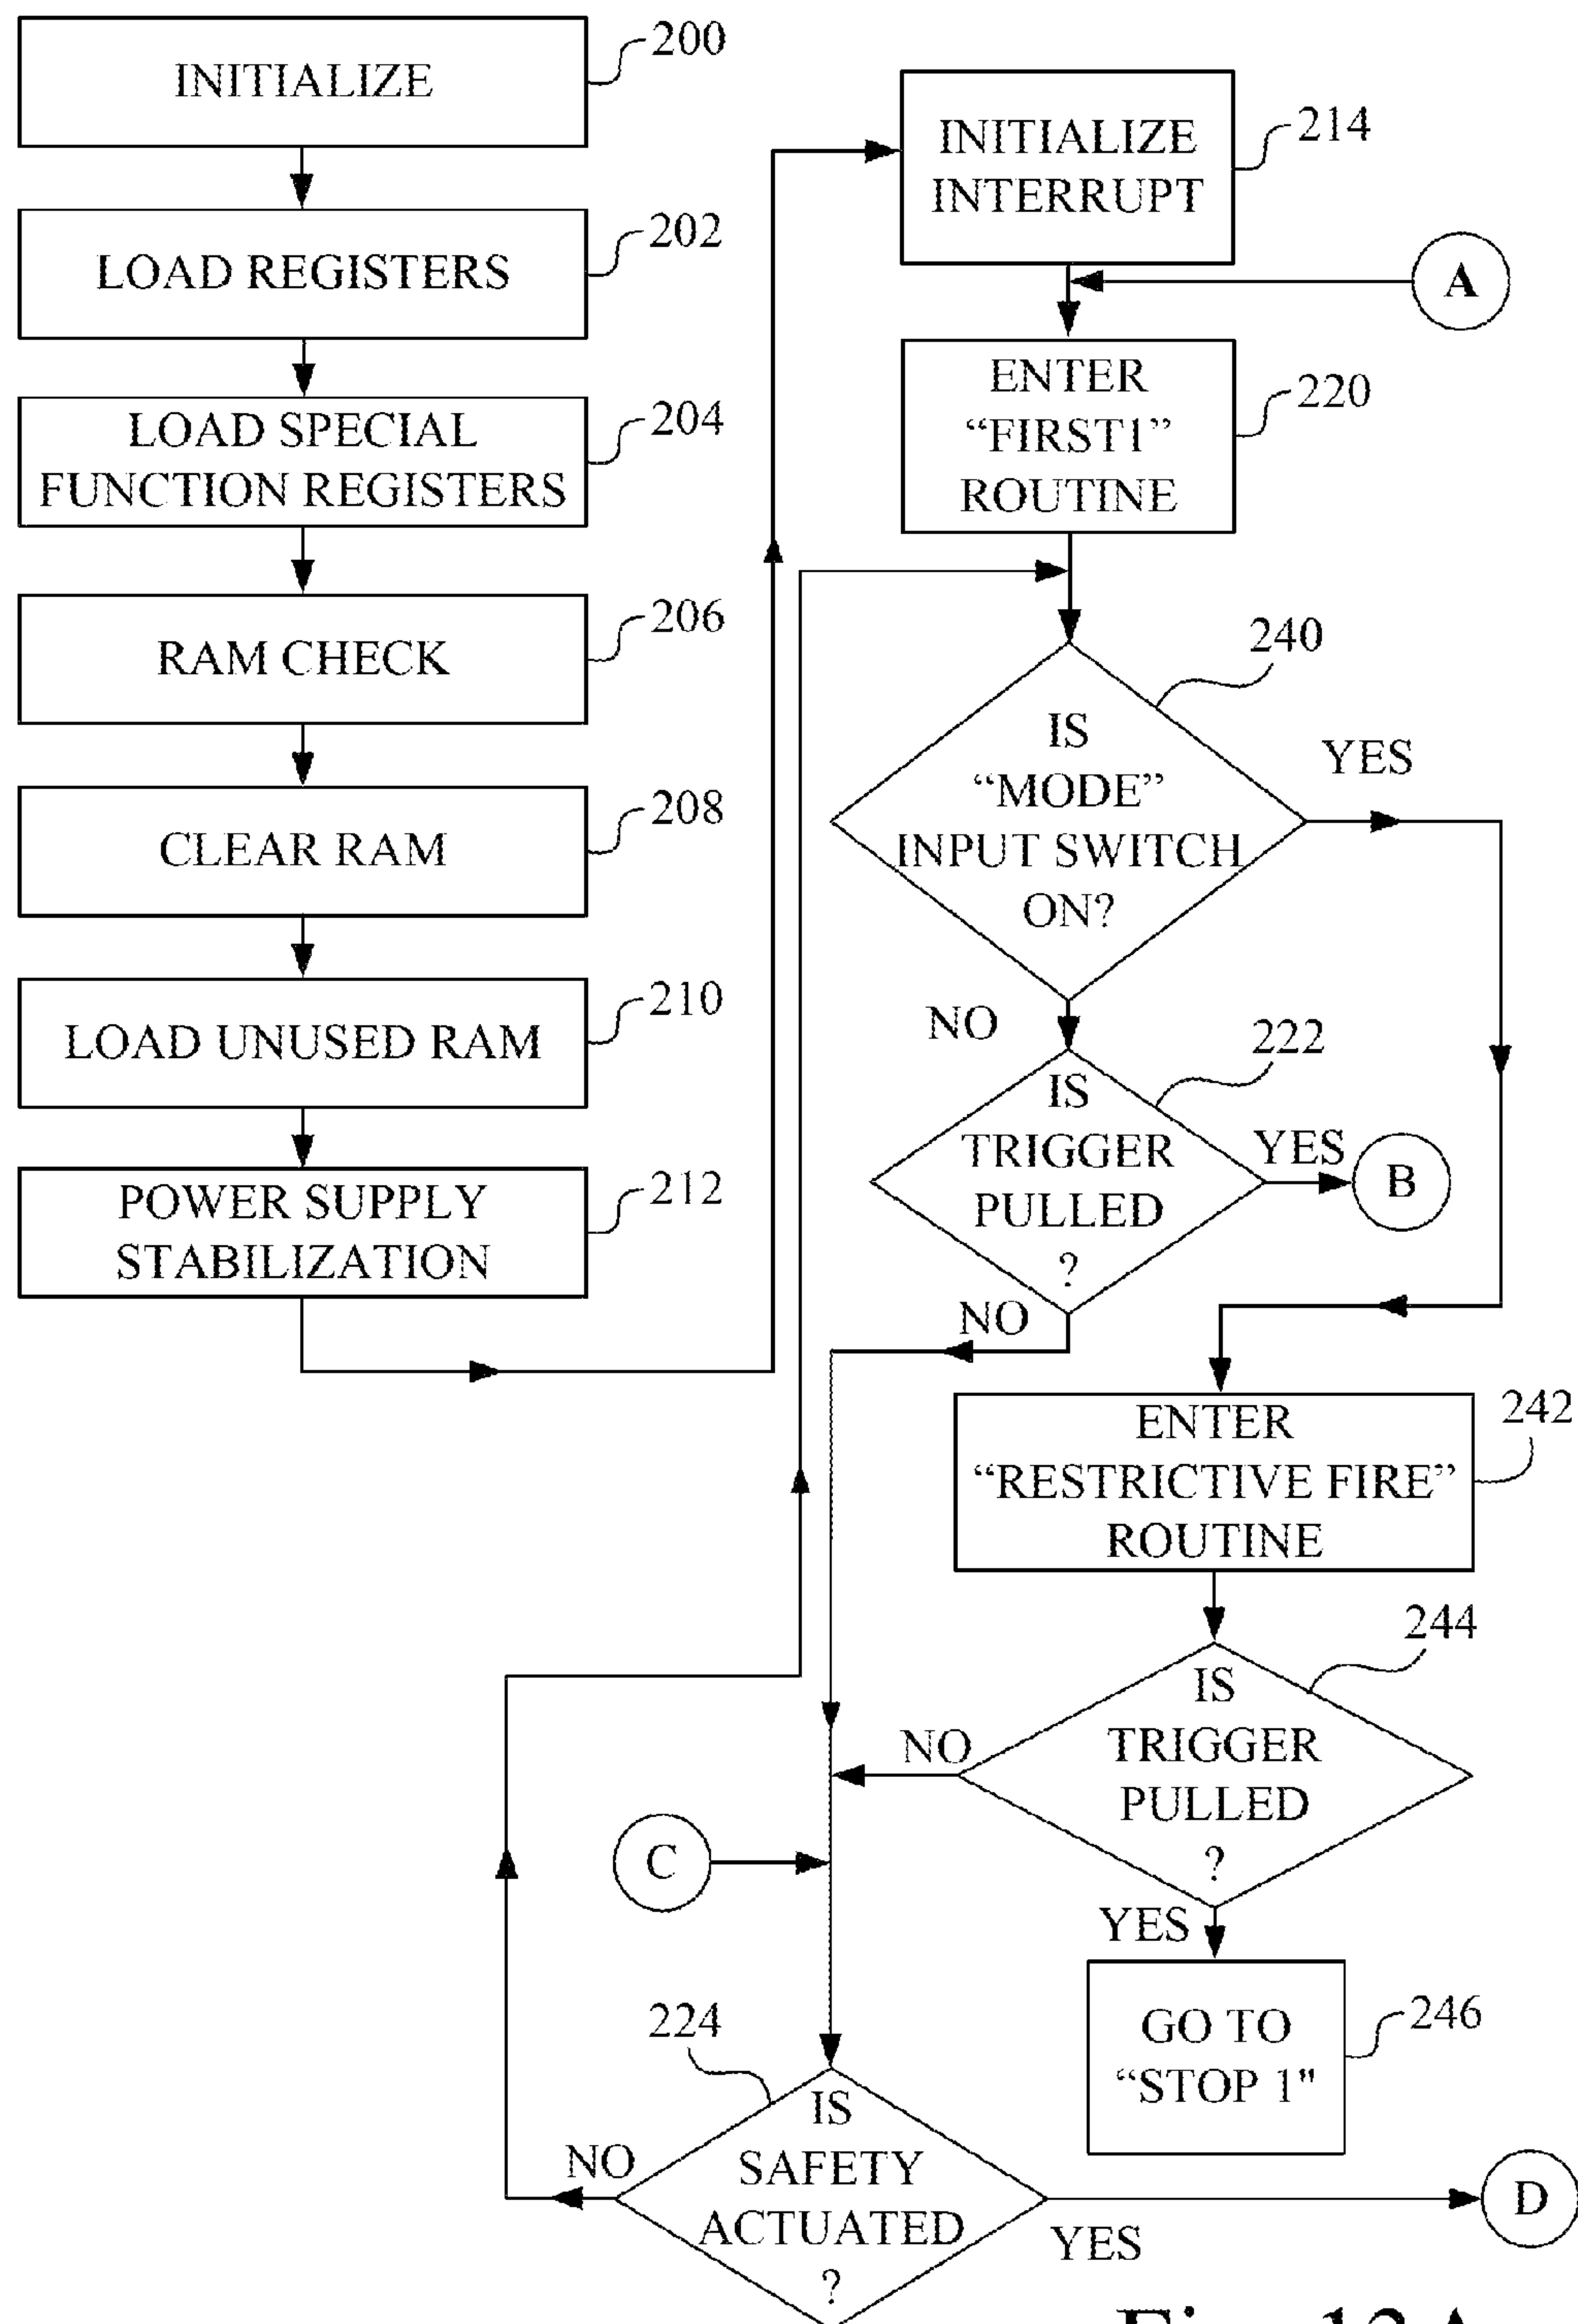 INITIALIZE
200
LOAD REGISTERS
202
LOAD SPECIAL
FUNCTION REGISTERS
204
RAM CHECK
206
CLEAR RAM
208
LOAD UNUSED RAM
210
POWER SUPPLY
STABILIZATION
212
INITIALIZE
INTERRUPT
214
A
ENTER
“FIRST1”
ROUTINE
220
240
IS
“MODE”
INPUT SWITCH
ON?
YES
NO
222
IS
TRIGGER
PULLED
?
YES
B
NO
ENTER
“RESTRICTIVE FIRE”
ROUTINE
242
244
IS
TRIGGER
PULLED
?
NO
C
YES
GO TO
“STOP 1"
246
224
IS
SAFETY
ACTUATED
?
NO
YES
D